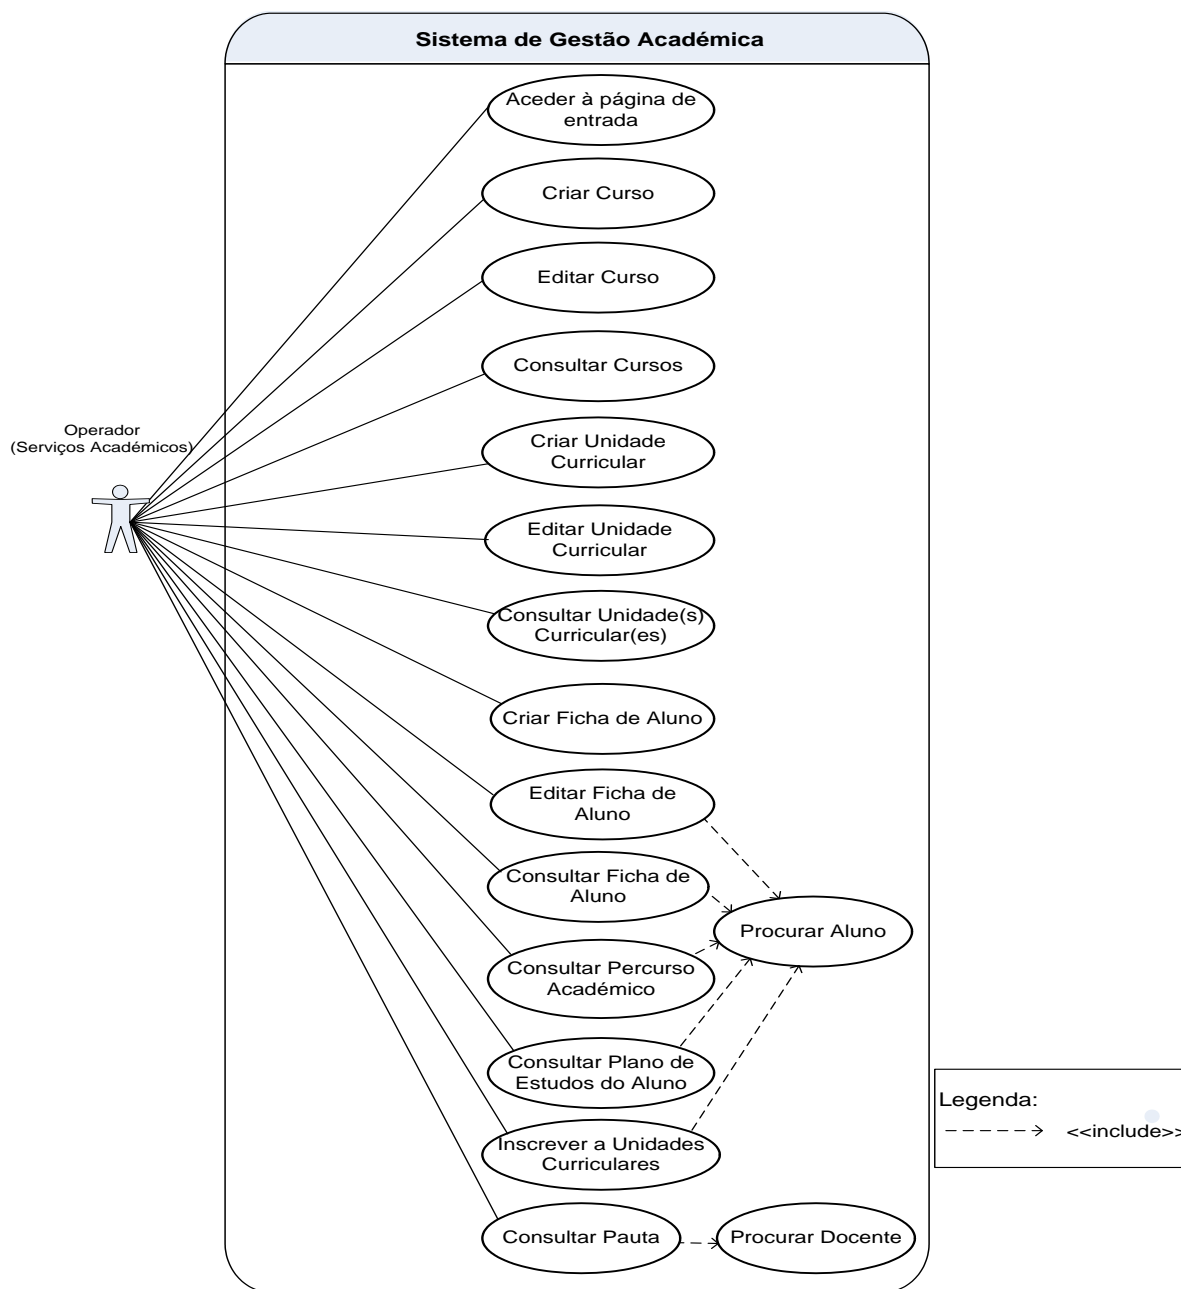 Sistema de Gestão Académica
Aceder à página de
entrada
Criar Curso
Editar Curso
Consultar Cursos
Operador
(Serviços Académicos)
Criar Unidade
Curricular
Editar Unidade
Curricular
Consultar Unidade(s)
Curricular(es)
Criar Ficha de Aluno
Editar Ficha de
Aluno
Consultar Ficha de
Aluno
Procurar Aluno
Consultar Percurso
Académico
Consultar Plano de
Estudos do Aluno
Legenda:
<<include>>
Inscrever a Unidades
Curriculares
Consultar Pauta
Procurar Docente